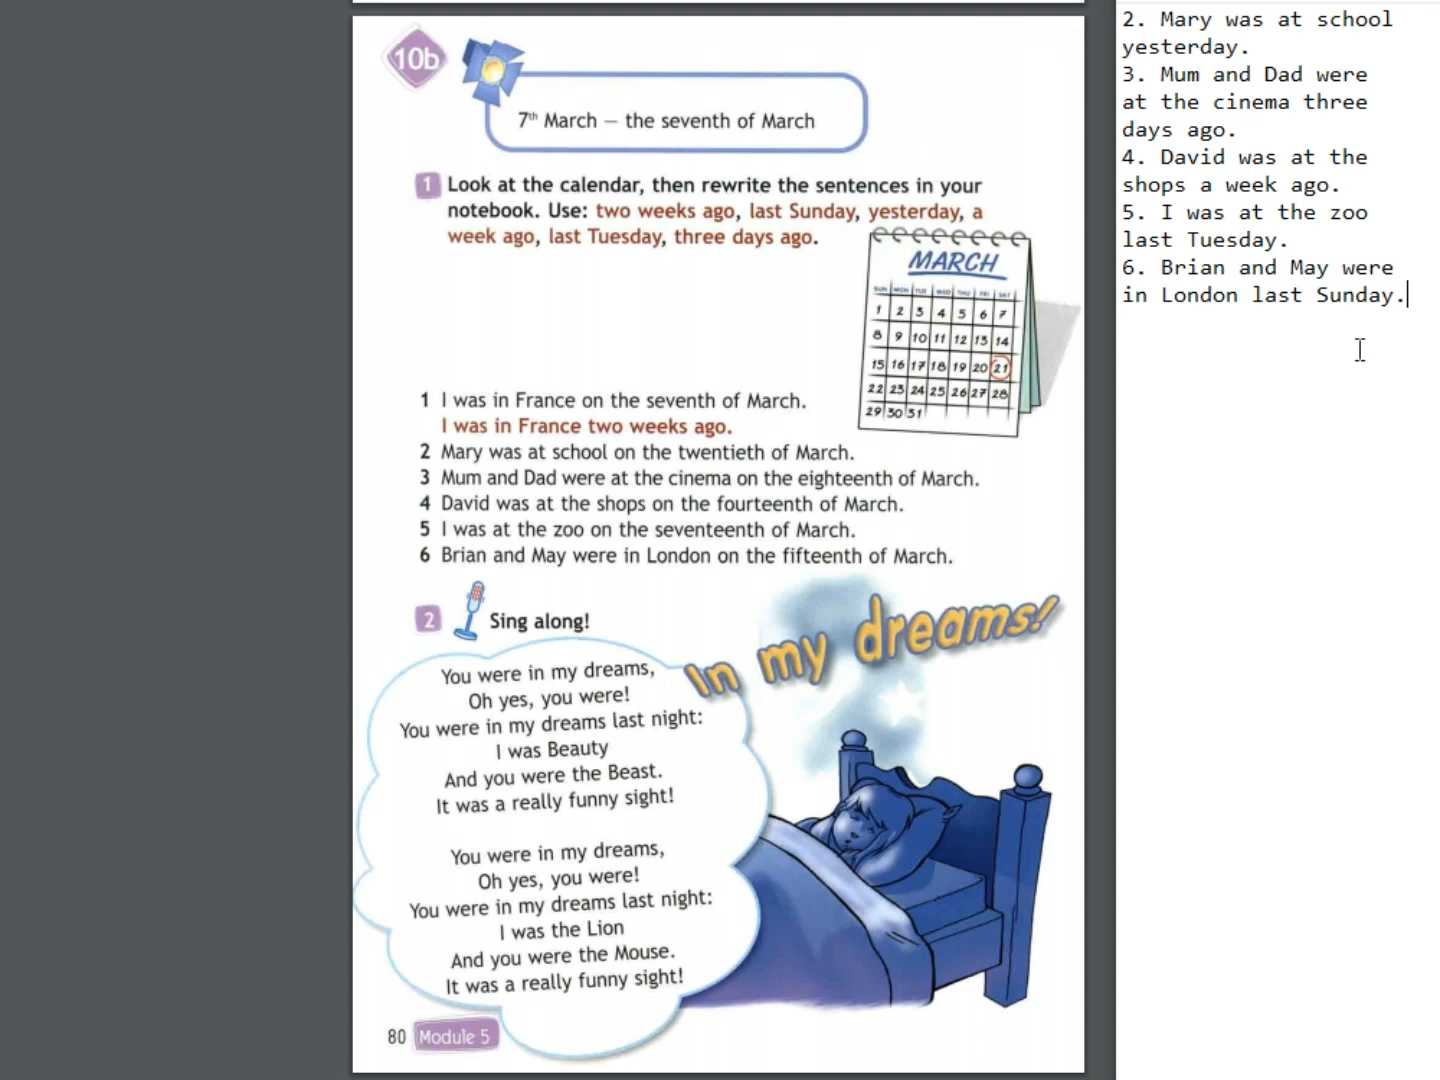 10b
7th March — the seventh of March
1 Look at the calendar, then rewrite the sentences in your
notebook. Use: two weeks ago, last Sunday, yesterday, a
week ago, last Tuesday, three days ago.
MARCH
SUN MON TUE WED THU FRI SAT
1 2 3 4 5 6 7
8 9 10 11 12 13 14
15 16 17 18 19 20 21
22 23 24 25 26 27 28
29 30 31
1 I was in France on the seventh of March.
I was in France two weeks ago.
2 Mary was at school on the twentieth of March.
3 Mum and Dad were at the cinema on the eighteenth of March.
4 David was at the shops on the fourteenth of March.
5 I was at the zoo on the seventeenth of March.
6 Brian and May were in London on the fifteenth of March.
2 Sing along!
In my dreams!
You were in my dreams,
Oh yes, you were!
You were in my dreams last night:
I was Beauty
And you were the Beast.
It was a really funny sight!
You were in my dreams,
Oh yes, you were!
You were in my dreams last night:
I was the Lion
And you were the Mouse.
It was a really funny sight!
80 Module 5
2. Mary was at school
yesterday.
3. Mum and Dad were
at the cinema three
days ago.
4. David was at the
shops a week ago.
5. I was at the zoo
last Tuesday.
6. Brian and May were
in London last Sunday.